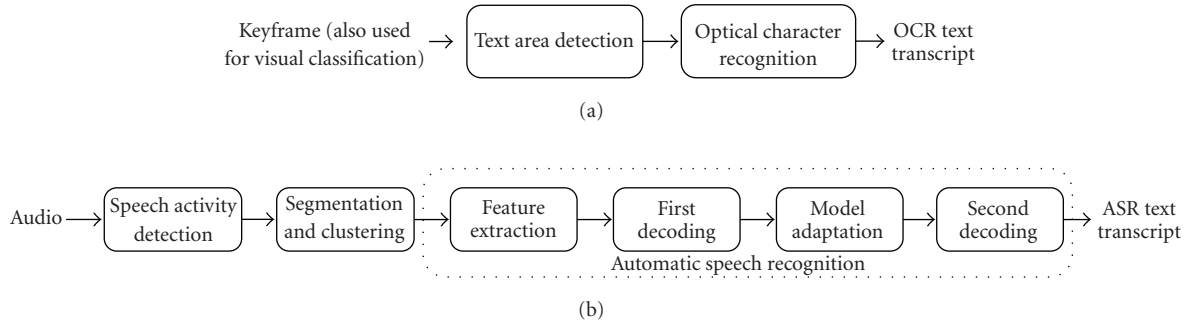 Keyframe (also used
for visual classification)
Text area detection
Optical character
recognition
OCR text
transcript
(a)
Audio
Speech activity
detection
Segmentation
and clustering
Feature
extraction
First
decoding
Model
adaptation
Second
decoding
ASR text
transcript
Automatic speech recognition
(b)